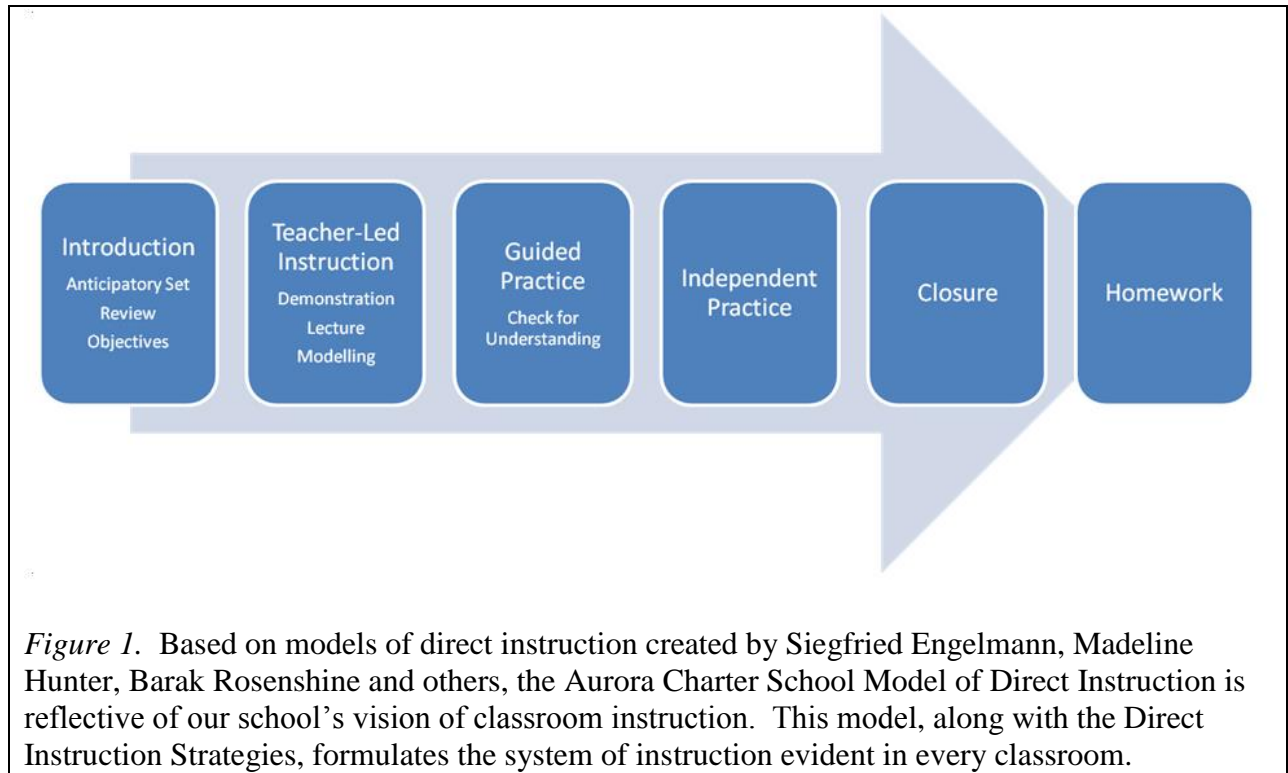 Introduction
Anticipatory Set
Review
Objectives
Teacher-Led
Instruction
Demonstration
Lecture
Modelling
Guided
Practice
Check for
Understanding
Independent
Practice
Closure
Homework
Figure 1.  Based on models of direct instruction created by Siegfried Engelmann, Madeline
Hunter, Barak Rosenshine and others, the Aurora Charter School Model of Direct Instruction is
reflective of our school’s vision of classroom instruction.  This model, along with the Direct
Instruction Strategies, formulates the system of instruction evident in every classroom.